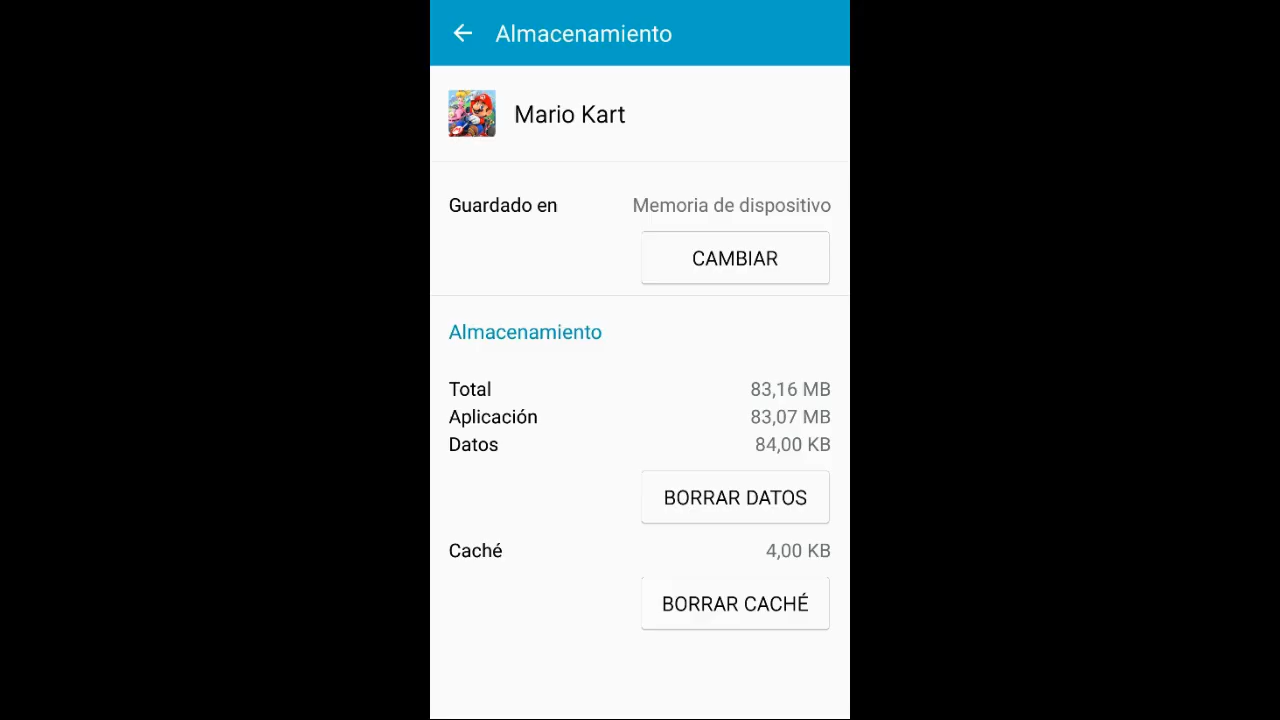 Almacenamiento
Mario Kart
Guardado en Memoria de dispositivo
CAMBIAR
Almacenamiento
Total 83,16 MB
Aplicación 83,07 MB
Datos 84,00 KB
BORRAR DATOS
Caché 4,00 KB
BORRAR CACHÉ